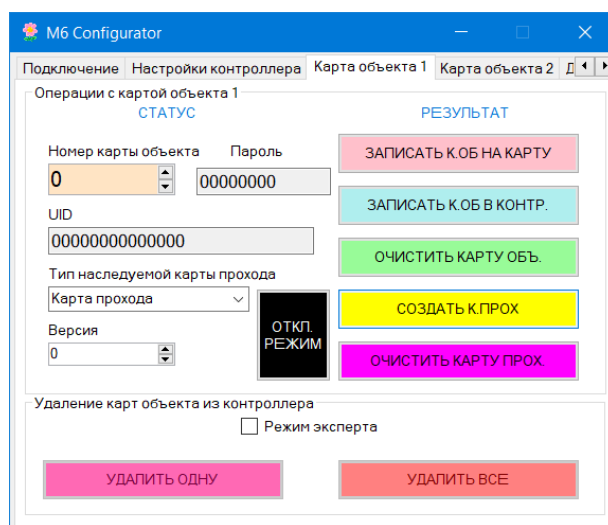 M6 Configurator
Подключение Настройки контроллера Карта объекта 1 Карта объекта 2
Операции с картой объекта 1
СТАТУС РЕЗУЛЬТАТ
Номер карты объекта Пароль
0 00000000
UID
00000000000000
Тип наследуемой карты прохода
Карта прохода
Версия
0
ОТКЛ.
РЕЖИМ
ЗАПИСАТЬ К.ОБ НА КАРТУ
ЗАПИСАТЬ К.ОБ В КОНТР.
ОЧИСТИТЬ КАРТУ ОБЪ.
СОЗДАТЬ К.ПРОХ
ОЧИСТИТЬ КАРТУ ПРОХ.
Удаление карт объекта из контроллера
Режим эксперта
УДАЛИТЬ ОДНУ УДАЛИТЬ ВСЕ